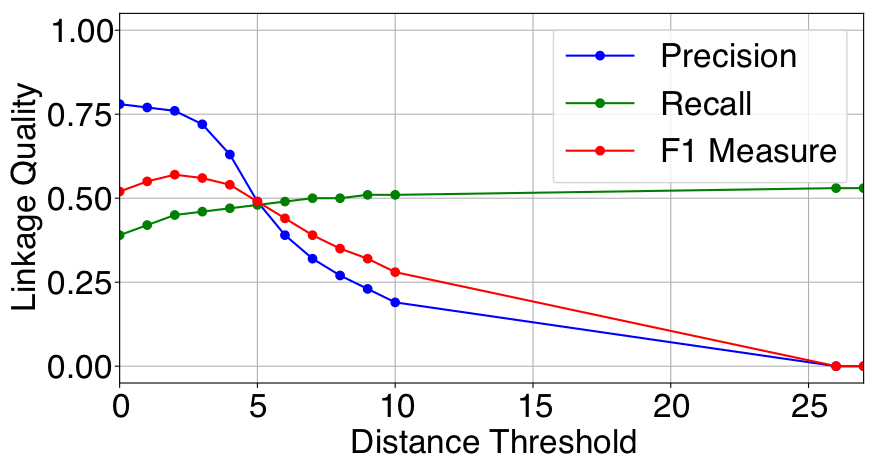 1.00
0.75
0.50
0.25
0.00
Linkage Quality
Precision
Recall
F1 Measure
0 5 10 15 20 25
Distance Threshold